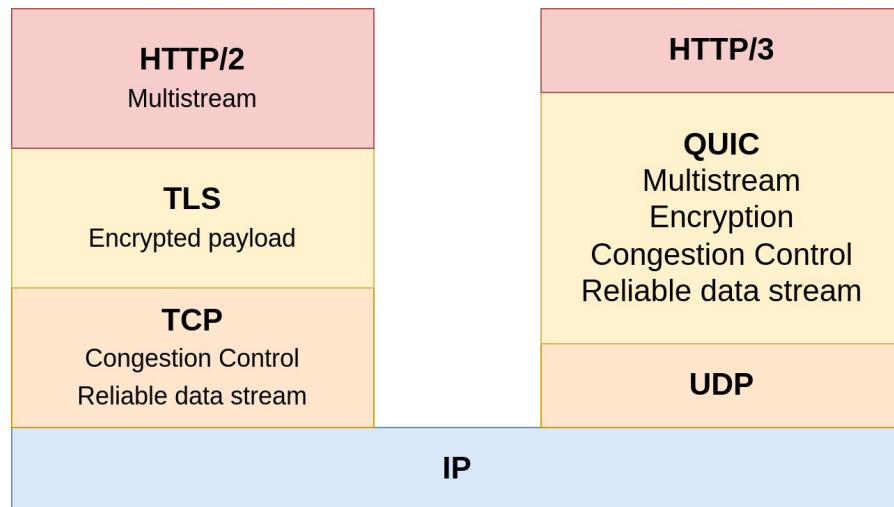 HTTP/2
Multistream
TLS
Encrypted payload
TCP
Congestion Control
Reliable data stream
HTTP/3
QUIC
Multistream
Encryption
Congestion Control
Reliable data stream
UDP
IP